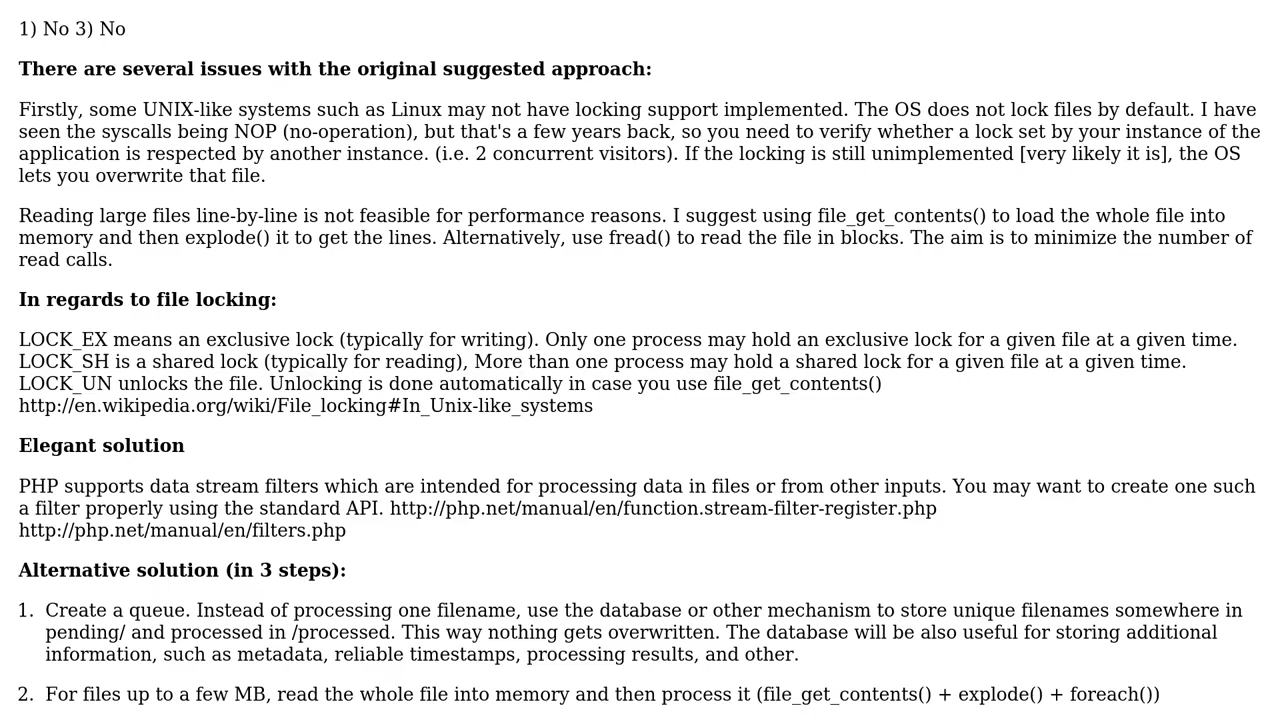 1) No 3) No
There are several issues with the original suggested approach:
Firstly, some UNIX-like systems such as Linux may not have locking support implemented. The OS does not lock files by default. I have
seen the syscalls being NOP (no-operation), but that's a few years back, so you need to verify whether a lock set by your instance of the
application is respected by another instance. (i.e. 2 concurrent visitors). If the locking is still unimplemented [very likely it is], the OS
lets you overwrite that file.
Reading large files line-by-line is not feasible for performance reasons. I suggest using file_get_contents() to load the whole file into
memory and then explode() it to get the lines. Alternatively, use fread() to read the file in blocks. The aim is to minimize the number of
read calls.
In regards to file locking:
LOCK_EX means an exclusive lock (typically for writing). Only one process may hold an exclusive lock for a given file at a given time.
LOCK_SH is a shared lock (typically for reading), More than one process may hold a shared lock for a given file at a given time.
LOCK_UN unlocks the file. Unlocking is done automatically in case you use file_get_contents()
http://en.wikipedia.org/wiki/File_locking#In_Unix-like_systems
Elegant solution
PHP supports data stream filters which are intended for processing data in files or from other inputs. You may want to create one such
a filter properly using the standard API. http://php.net/manual/en/function.stream-filter-register.php
http://php.net/manual/en/filters.php
Alternative solution (in 3 steps):
1. Create a queue. Instead of processing one filename, use the database or other mechanism to store unique filenames somewhere in
pending/ and processed in /processed. This way nothing gets overwritten. The database will be also useful for storing additional
information, such as metadata, reliable timestamps, processing results, and other.
2. For files up to a few MB, read the whole file into memory and then process it (file_get_contents() + explode() + foreach())